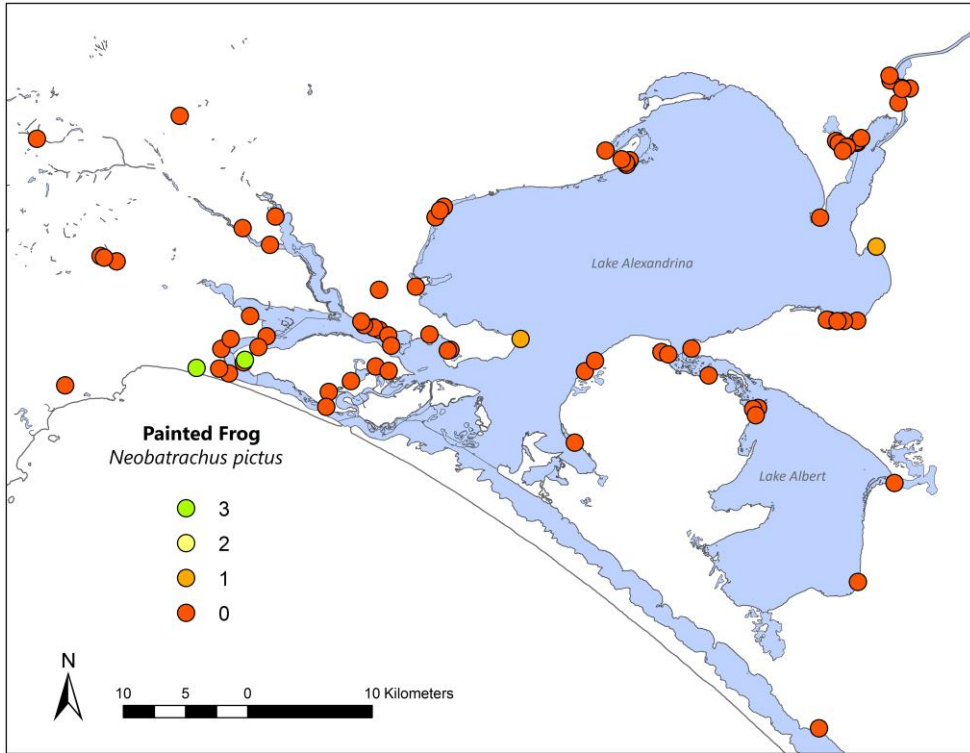 Lake Alexandrina
Painted Frog
Neobatrachus pictus
Lake Albert
3
2
1
0
N
10 5 0 10 Kilometers